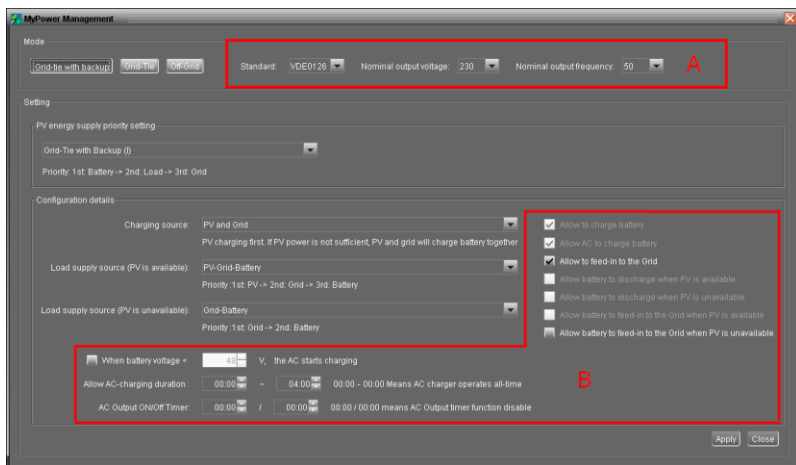 MyPower Management
Mode
Grid-tie with backup Grid-Tie Off-Grid Standard: VDE0126 Nominal output voltage: 230 Nominal output frequency: 50 A
Setting
PV energy supply priority setting
Grid-Tie with Backup (I)
Priority: 1st: Battery -> 2nd: Load -> 3rd: Grid
Configuration details
Charging source: PV and Grid
PV charging first. If PV power is not sufficient, PV and grid will charge battery together
Load supply source (PV is available): PV-Grid-Battery
Priority :1st: PV -> 2nd: Grid -> 3rd: Battery
Load supply source (PV is unavailable): Grid-Battery
Priority :1st: Grid -> 2nd: Battery
Allow to charge battery
Allow AC to charge battery
Allow to feed-in to the Grid
Allow battery to discharge when PV is available
Allow battery to discharge when PV is unavailable
Allow battery to feed-in to the Grid when PV is available
Allow battery to feed-in to the Grid when PV is unavailable
When battery voltage < 48 V, the AC starts charging
Allow AC-charging duration : 00:00 ~ 04:00 00:00 - 00:00 Means AC charger operates all-time
B
AC Output ON/Off Timer: 00:00 / 00:00 00:00 / 00:00 means AC Output timer function disable
Apply Close